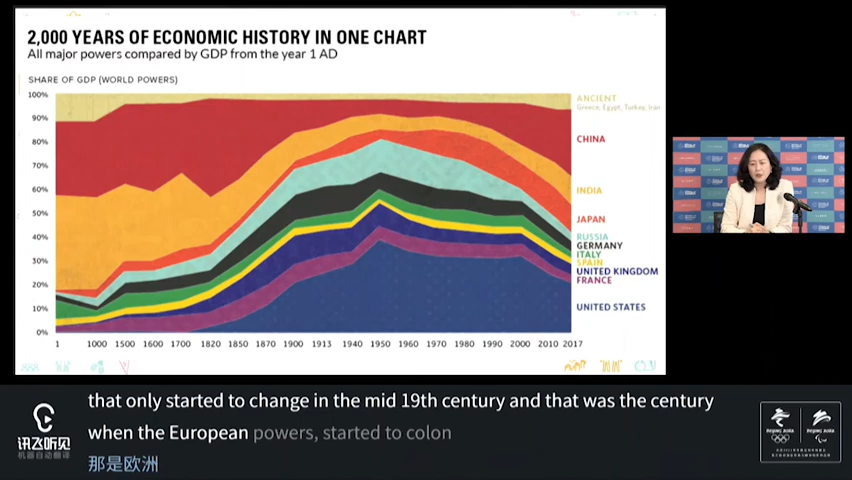 2,000 YEARS OF ECONOMIC HISTORY IN ONE CHART
All major powers compared by GDP from the year 1 AD
SHARE OF GDP (WORLD POWERS)
100%
90%
80%
70%
60%
50%
40%
30%
20%
10%
0%
1 1000 1500 1600 1700 1820 1850 1870 1900 1913 1940 1950 1960 1970 1980 1990 2000 2010 2017
ANCIENT
Greece, Egypt, Turkey, Iran
CHINA
INDIA
JAPAN
RUSSIA
GERMANY
ITALY
SPAIN
UNITED KINGDOM
FRANCE
UNITED STATES
that only started to change in the mid 19th century and that was the century
when the European powers, started to colon
那是欧洲
讯飞听见
机器自动翻译
BEIJING 2022
BEIJING 2022